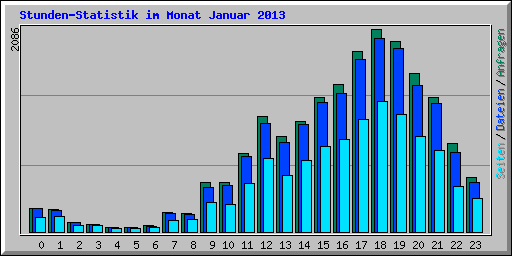 Stunden-Statistik im Monat Januar 2013
2086
Seiten/Dateien/Anfragen
0 1 2 3 4 5 6 7 8 9 10 11 12 13 14 15 16 17 18 19 20 21 22 23